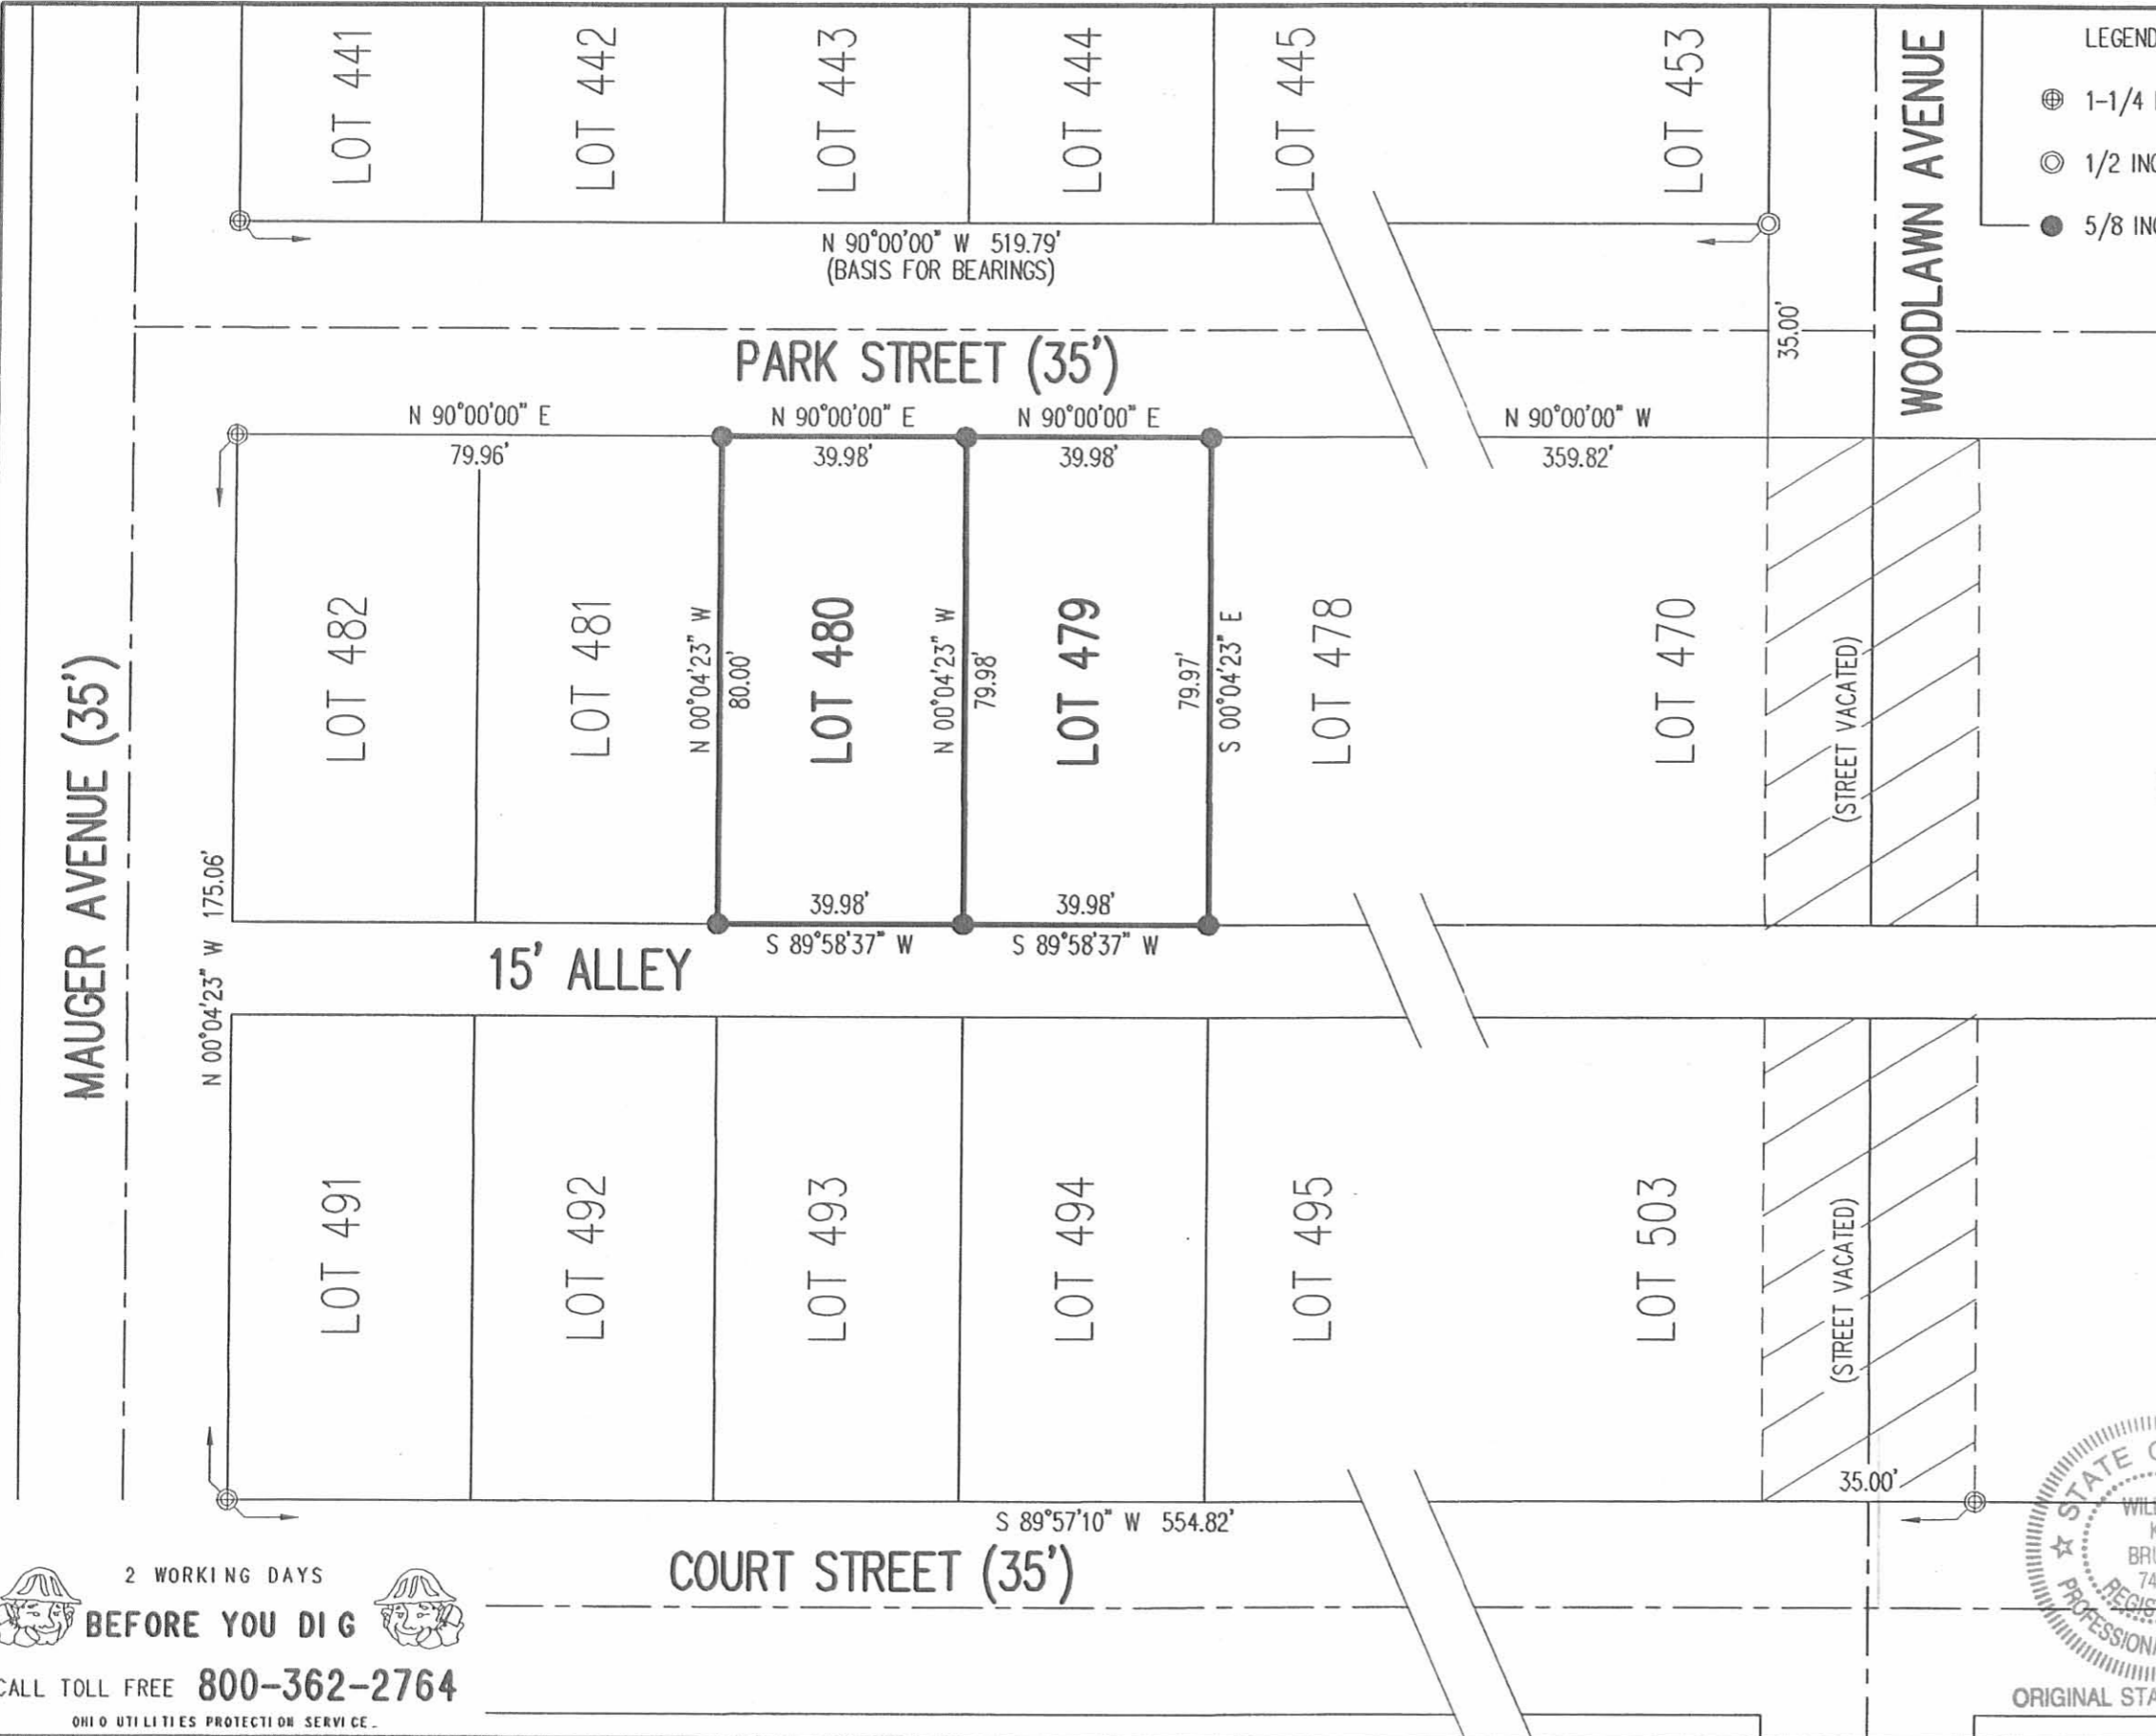 LOT 441
LOT 442
LOT 443
LOT 444
LOT 445
LOT 453
WOODLAWN AVENUE
LEGEND
1-1/4
1/2
5/8
N 90°00'00" W 519.79'
(BASIS FOR BEARINGS)
35.00'
PARK STREET (35')
N 90°00'00" E
79.96'
N 90°00'00" E
39.98'
N 90°00'00" E
39.98'
N 90°00'00" W
359.82'
MAUGER AVENUE (35')
N 00°04'23" W 175.06'
LOT 482
LOT 481
N 00°04'23" W
80.00'
LOT 480
N 00°04'23" W
79.98'
LOT 479
79.97'
S 00°04'23" E
LOT 478
LOT 470
(STREET VACATED)
39.98'
S 89°58'37" W
39.98'
S 89°58'37" W
15' ALLEY
LOT 491
LOT 492
LOT 493
LOT 494
LOT 495
LOT 503
(STREET VACATED)
35.00'
S 89°57'10" W 554.82'
COURT STREET (35')
2 WORKING DAYS
BEFORE YOU DIG
CALL TOLL FREE 800-362-2764
OHIO UTILITIES PROTECTION SERVICE.
STATE
ORIGINAL